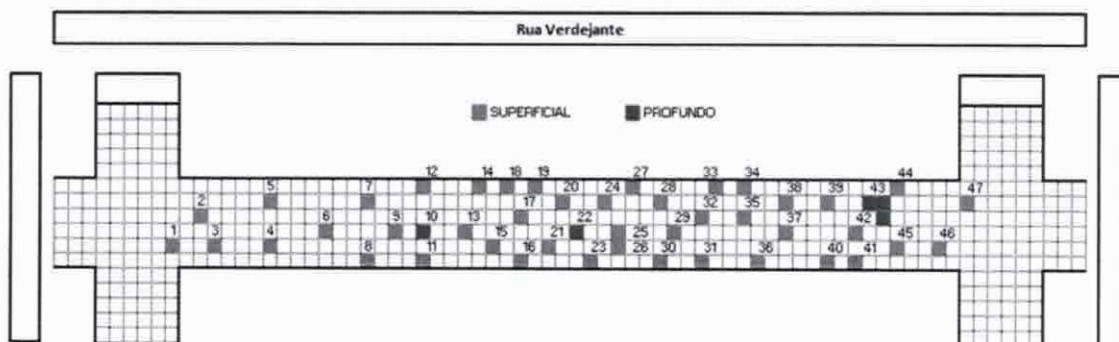 Rua Verdejante
SUPERFICIAL PROFUNDO
12 14 18 19 27 33 34 44
5 7 20 24 28 38 39 43 47
2 17 32 35
6 9 10 13 22 29 37 42
1 3 4 15 21 25 45 46
8 11 16 23 26 30 31 36 40 41